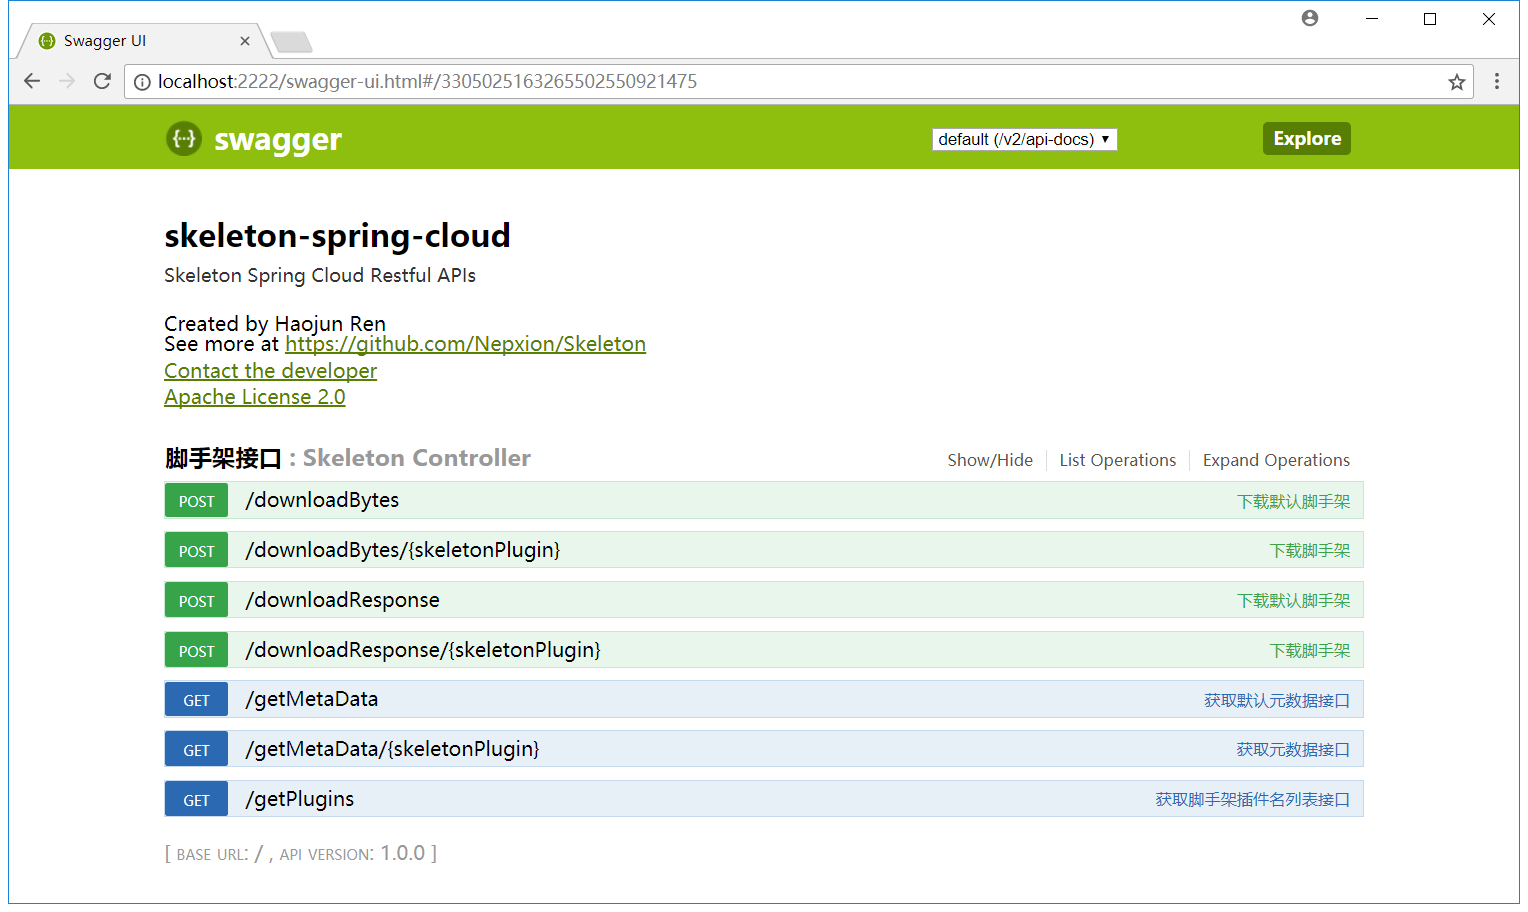 Swagger UI
localhost:2222/swagger-ui.html#/3305025163265502550921475
swagger
default (/v2/api-docs)
Explore
skeleton-spring-cloud
Skeleton Spring Cloud Restful APIs
Created by Haojun Ren
See more at https://github.com/Nepxion/Skeleton
Contact the developer
Apache License 2.0
脚手架接口 : Skeleton Controller
Show/Hide
List Operations
Expand Operations
POST /downloadBytes 下载默认脚手架
POST /downloadBytes/{skeletonPlugin} 下载脚手架
POST /downloadResponse 下载默认脚手架
POST /downloadResponse/{skeletonPlugin} 下载脚手架
GET /getMetaData 获取默认元数据接口
GET /getMetaData/{skeletonPlugin} 获取元数据接口
GET /getPlugins 获取脚手架插件名列表接口
[ BASE URL: / , API VERSION: 1.0.0 ]